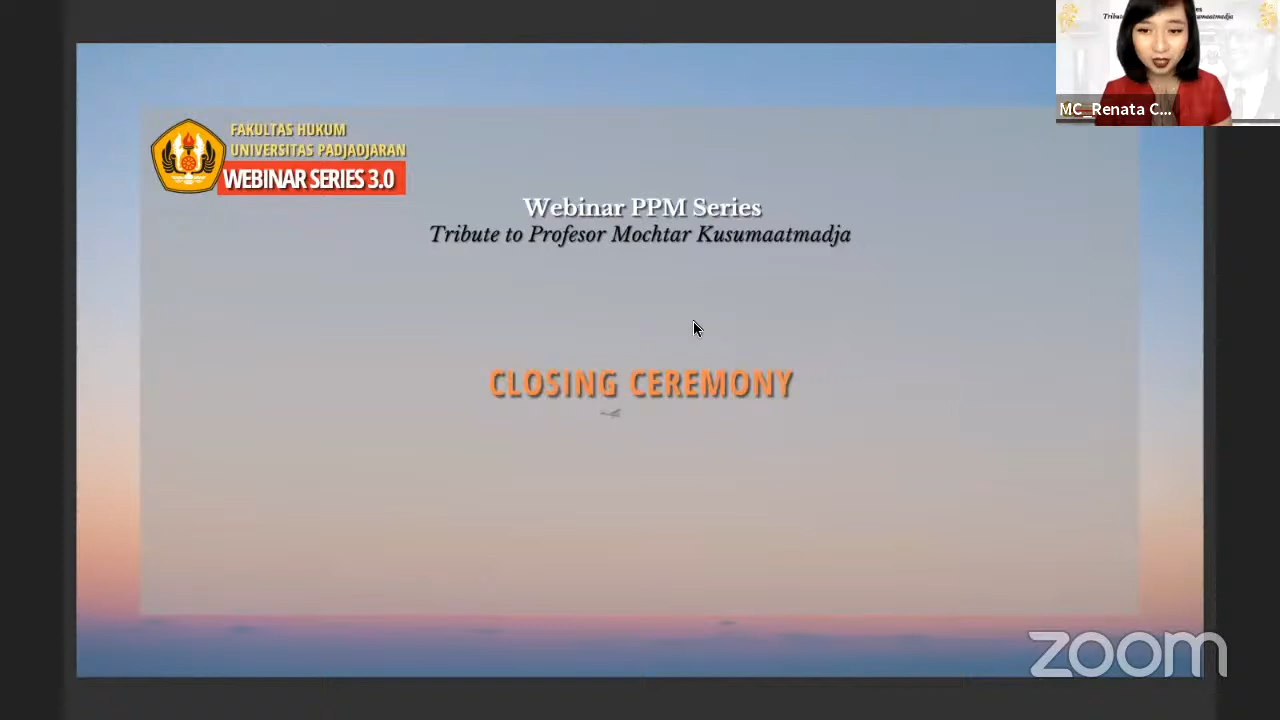 FAKULTAS HUKUM
UNIVERSITAS PADJADJARAN
WEBINAR SERIES 3.0
Webinar PPM Series
Tribute to Profesor Mochtar Kusumaatmadja
CLOSING CEREMONY
MC_Renata C...
zoom